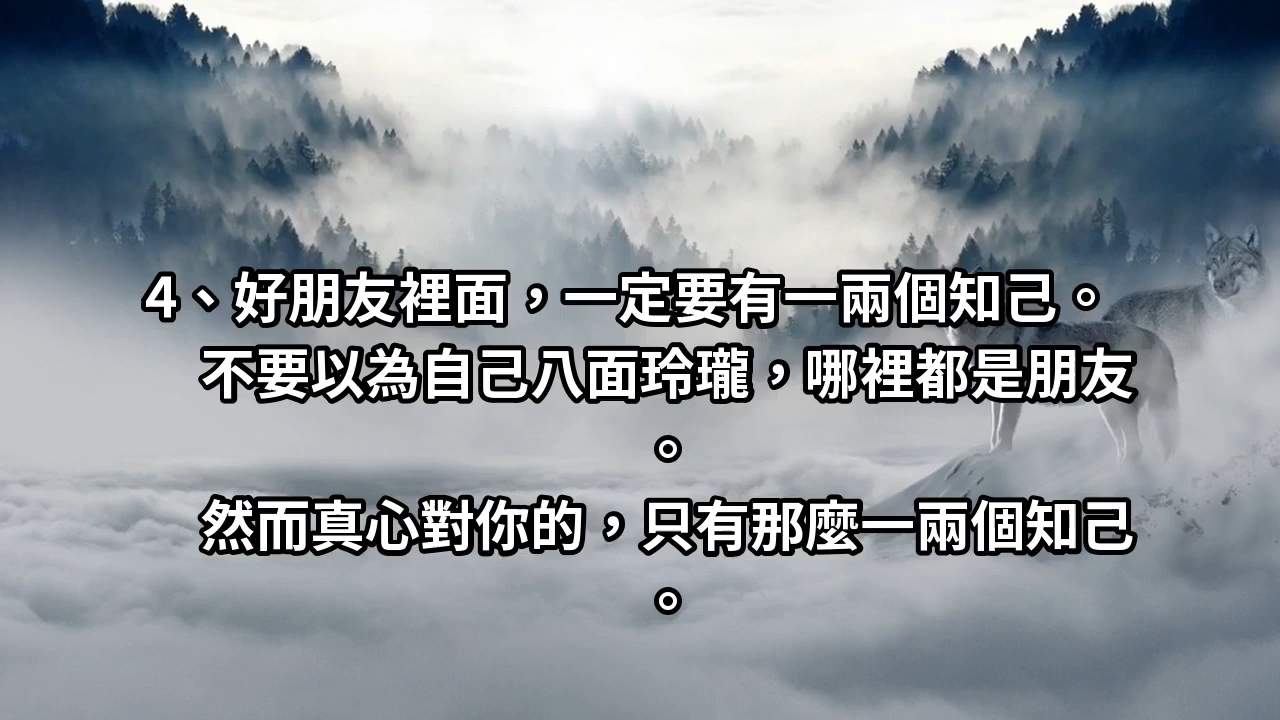 4、好朋友裡面，一定要有一兩個知己。
不要以為自己八面玲瓏，哪裡都是朋友
。
然而真心對你的，只有那麼一兩個知己
。